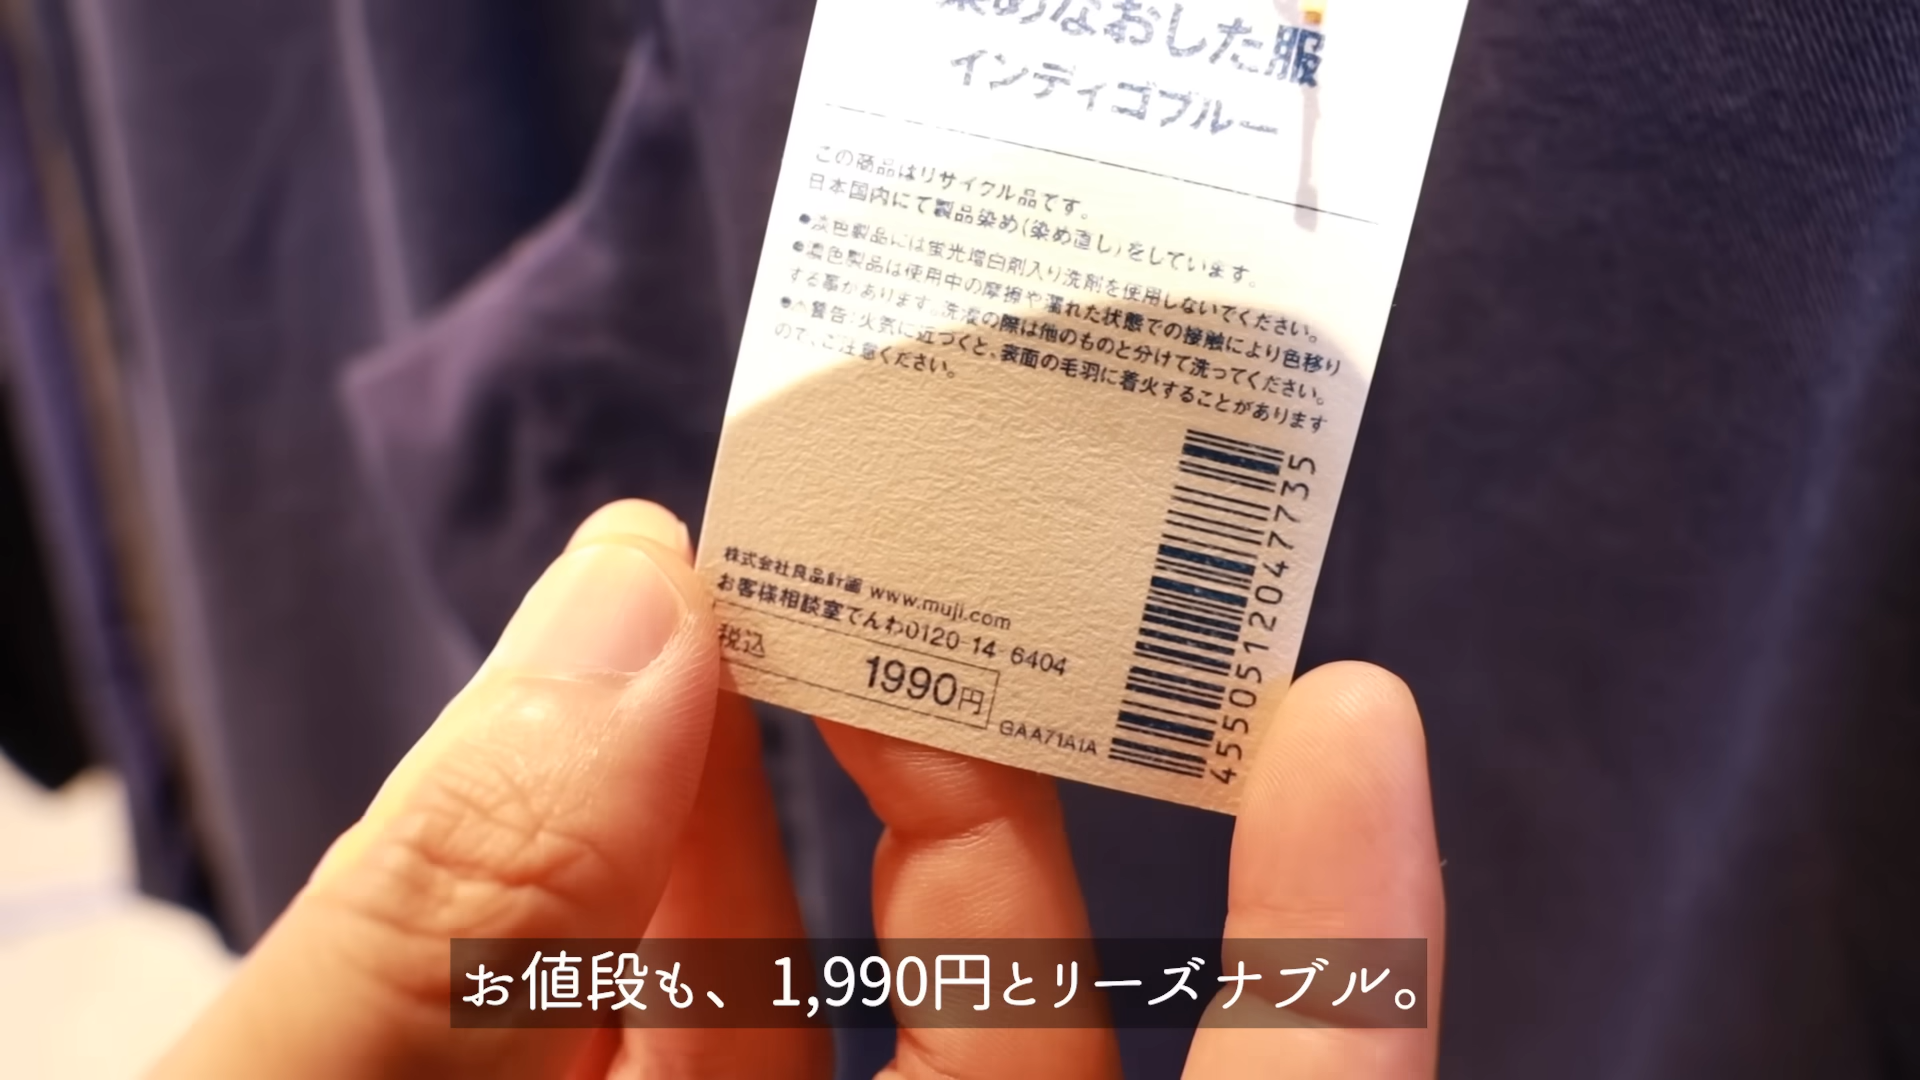 染めなおした服
インディゴブルー
この商品はリサイクル品です。
日本国内にて製品染め(染め直し)をしています。
●淡色製品には蛍光増白剤入り洗剤を使用しないでください。
●濃色製品は使用中の摩擦や濡れた状態での接触により色移り
する事があります。洗濯の際は他のものと分けて洗ってください。
●⚠警告:火気に近づくと、表面の毛羽に着火することがあります
ので、ご注意ください。
株式会社良品計画 www.muji.com
お客様相談室でんわ0120-14-6404
税込
1990円
GAA71A1A
4550512047735
お値段も、1,990円とリーズナブル。